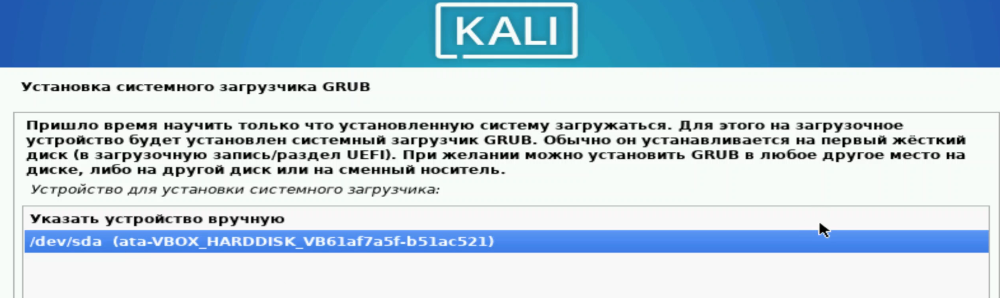 KALI
Установка системного загрузчика GRUB
Пришло время научить только что установленную систему загружаться. Для этого на загрузочное
устройство будет установлен системный загрузчик GRUB. Обычно он устанавливается на первый жёсткий
диск (в загрузочную запись/раздел UEFI). При желании можно установить GRUB в любое другое место на
диске, либо на другой диск или на сменный носитель.
Устройство для установки системного загрузчика:
Указать устройство вручную
/dev/sda (ata-VBOX_HARDDISK_VB61af7a5f-b51ac521)